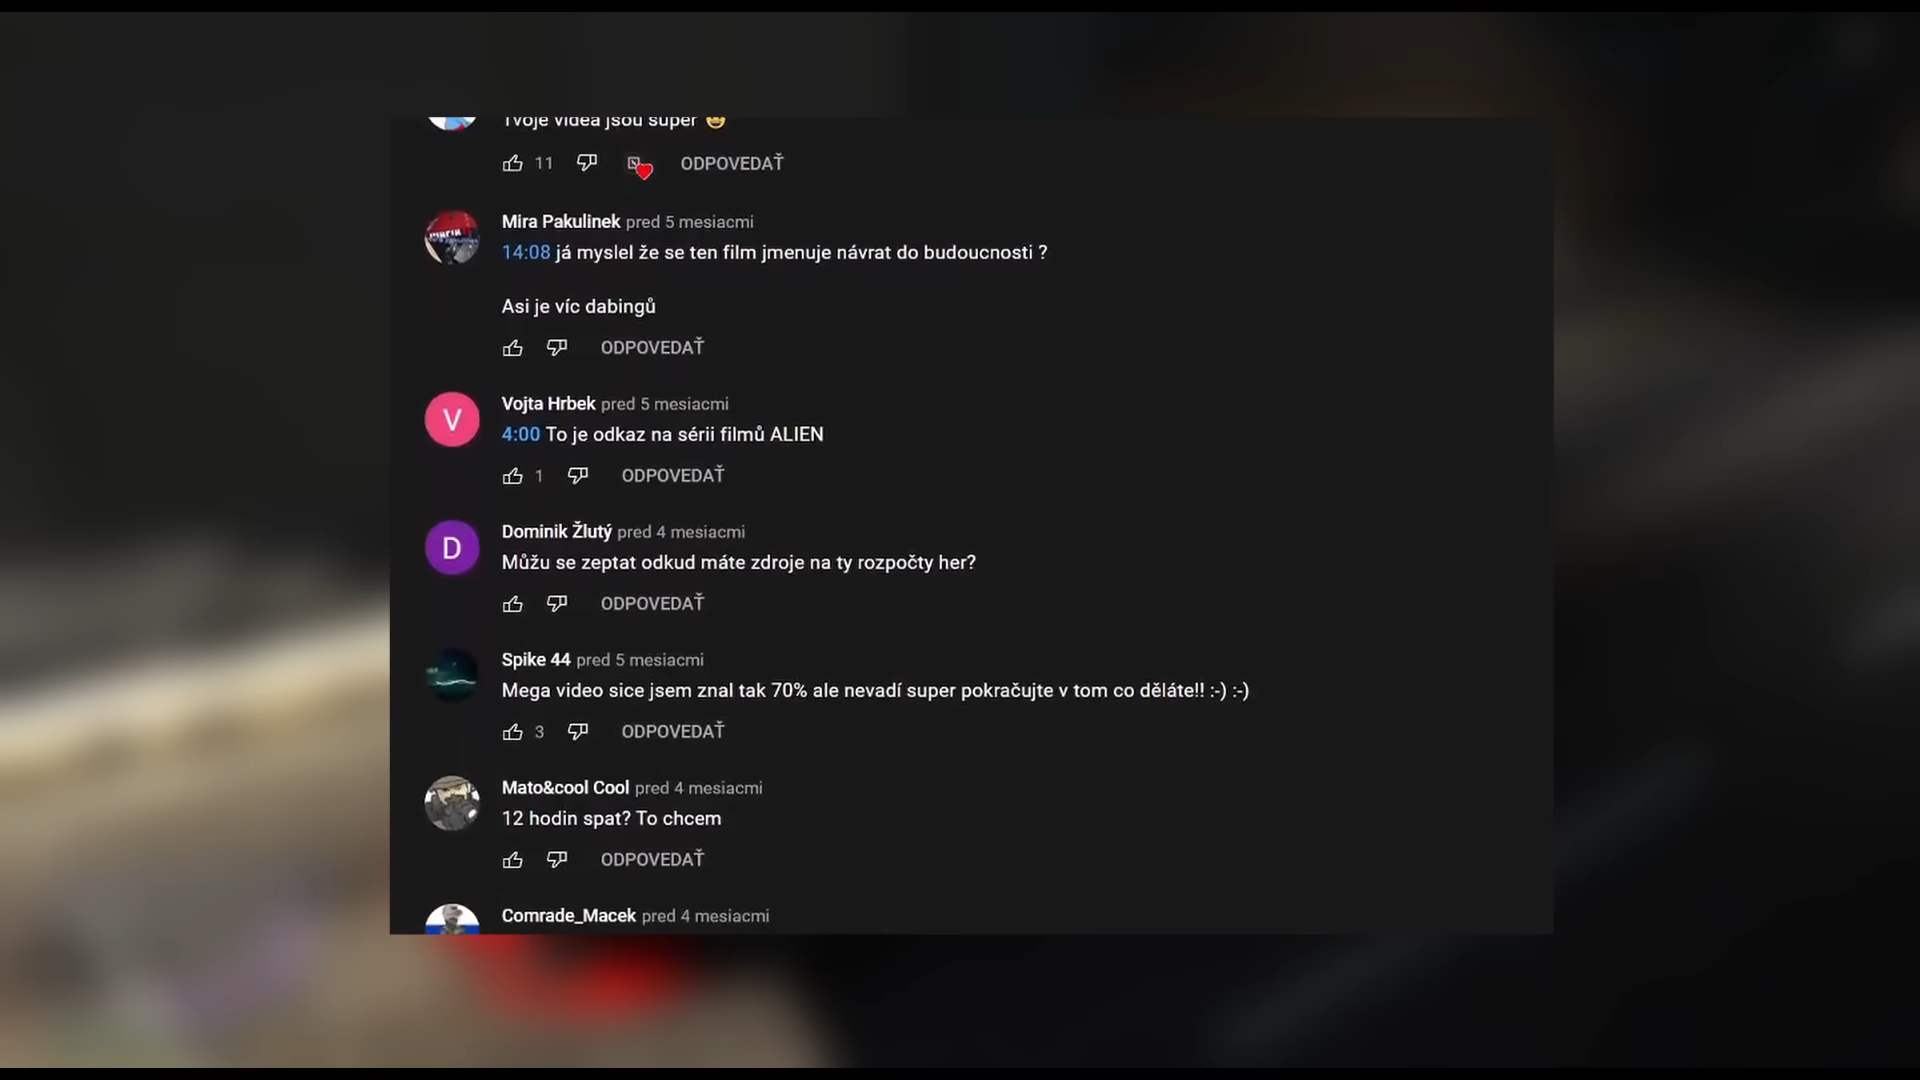 Tvoje videa jsou super
11 ODPOVEDAŤ
Mira Pakulinek pred 5 mesiacmi
14:08 já myslel že se ten film jmenuje návrat do budoucnosti ?
Asi je víc dabingů
ODPOVEDAŤ
V
Vojta Hrbek pred 5 mesiacmi
4:00 To je odkaz na sérii filmů ALIEN
1 ODPOVEDAŤ
D
Dominik Žlutý pred 4 mesiacmi
Můžu se zeptat odkud máte zdroje na ty rozpočty her?
ODPOVEDAŤ
Spike 44 pred 5 mesiacmi
Mega video sice jsem znal tak 70% ale nevadí super pokračujte v tom co děláte!! :-) :-)
3 ODPOVEDAŤ
Mato&cool Cool pred 4 mesiacmi
12 hodin spat? To chcem
ODPOVEDAŤ
Comrade_Macek pred 4 mesiacmi